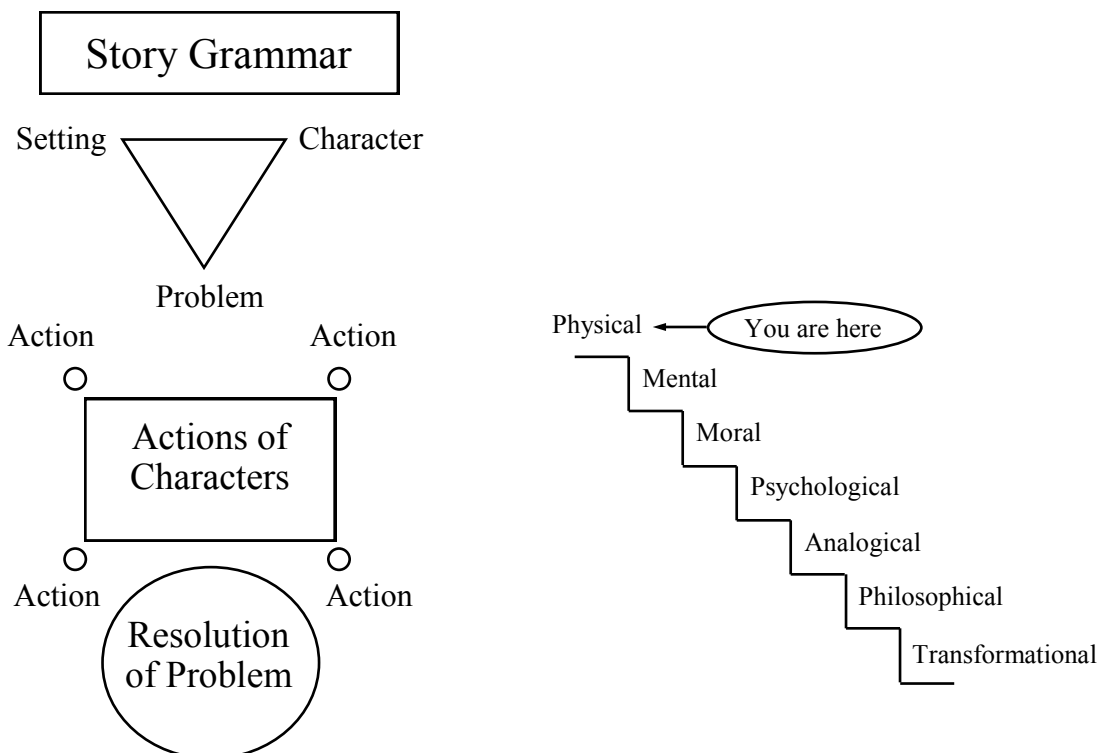 Story Grammar
Setting
Character
Problem
Action
Action
Actions of
Characters
Action
Action
Resolution
of Problem
Physical
You are here
Mental
Moral
Psychological
Analogical
Philosophical
Transformational